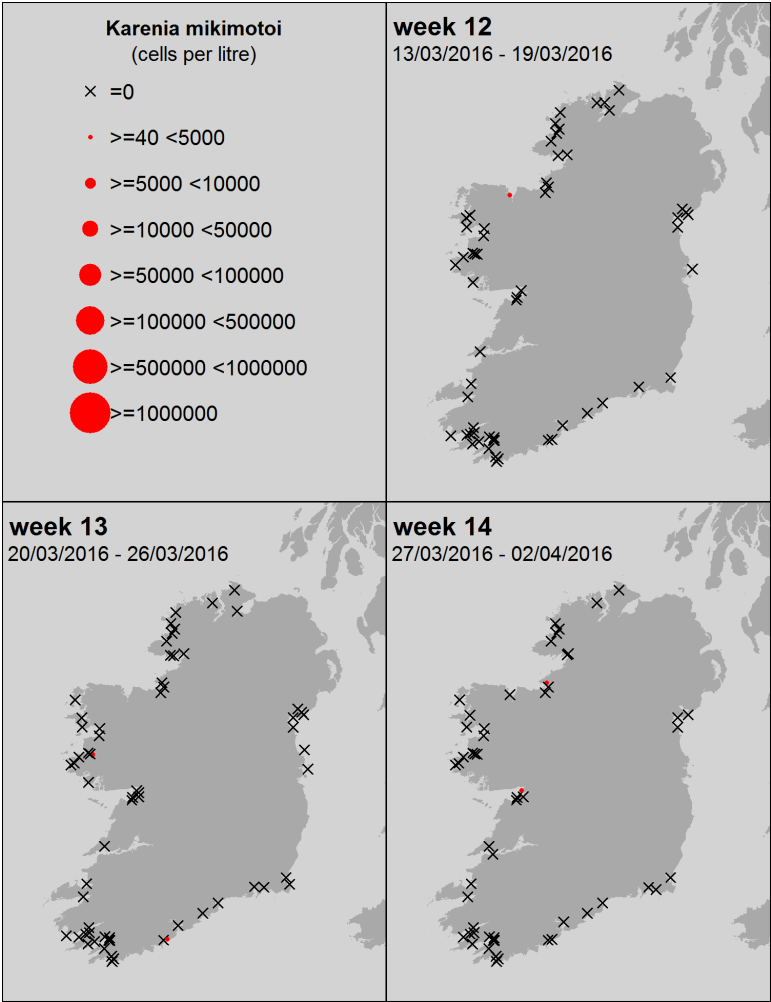 Karenia mikimotoi
(cells per litre)
=0
>=40 <5000
>=5000 <10000
>=10000 <50000
>=50000 <100000
>=100000 <500000
>=500000 <1000000
>=1000000
week 12
13/03/2016 - 19/03/2016
week 13
20/03/2016 - 26/03/2016
week 14
27/03/2016 - 02/04/2016